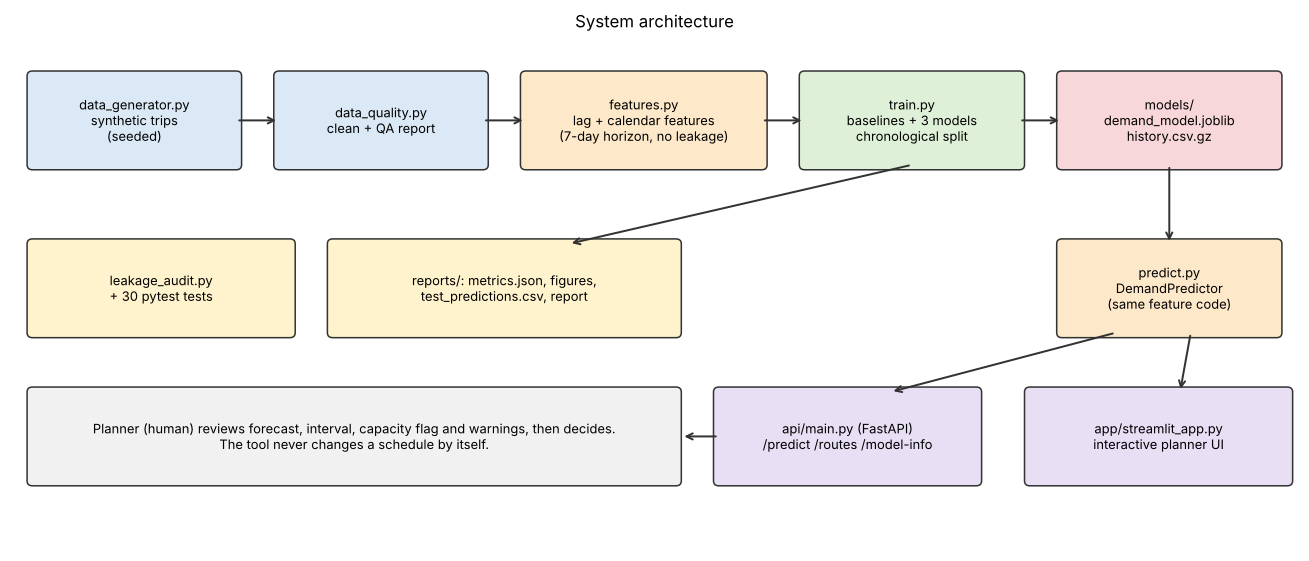 System architecture
data_generator.py
synthetic trips
(seeded)
data_quality.py
clean + QA report
features.py
lag + calendar features
(7-day horizon, no leakage)
train.py
baselines + 3 models
chronological split
models/
demand_model.joblib
history.csv.gz
leakage_audit.py
+ 30 pytest tests
reports/: metrics.json, figures,
test_predictions.csv, report
predict.py
DemandPredictor
(same feature code)
Planner (human) reviews forecast, interval, capacity flag and warnings, then decides.
The tool never changes a schedule by itself.
api/main.py (FastAPI)
/predict /routes /model-info
app/streamlit_app.py
interactive planner UI